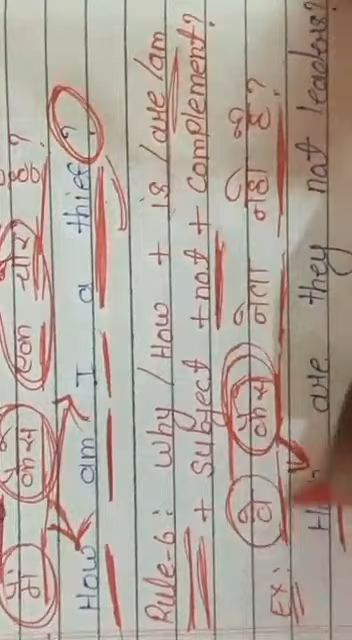 मैं कैसे एक चोर हूँ?
How am I a thief?
Rule-6: Why / How + is / are / am
+ subject + not + complement?
Ex: वे कैसे नेता नहीं हैं?
are they not leaders?